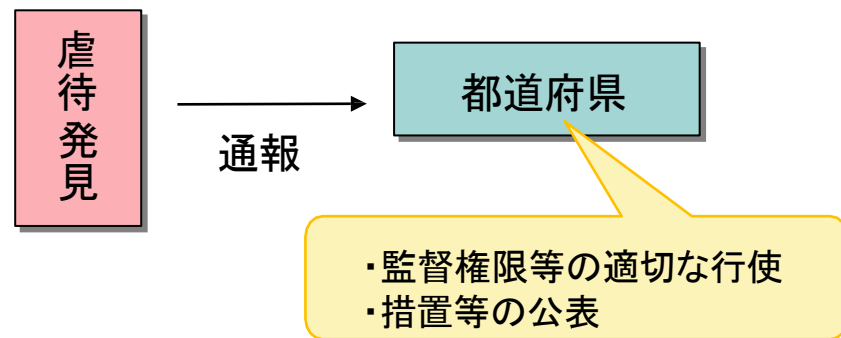 虐待発見
通報
都道府県
・監督権限等の適切な行使
・措置等の公表